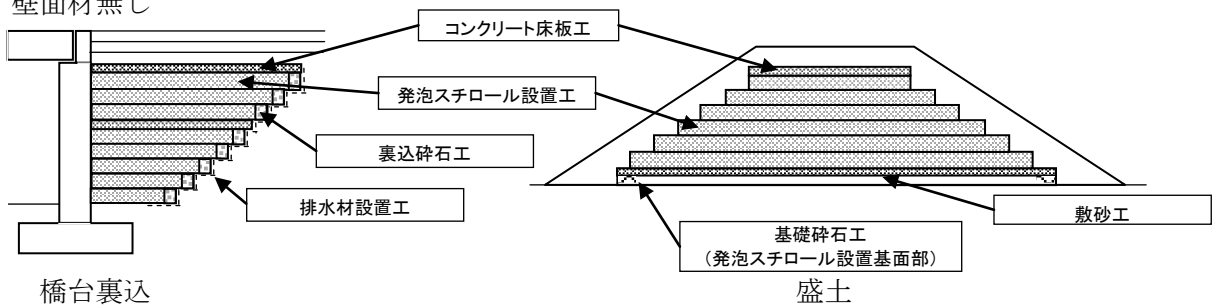 壁面材無し
コンクリート床板工
発泡スチロール設置工
裏込砕石工
排水材設置工
敷砂工
基礎砕石工
（発泡スチロール設置基面部）
橋台裏込
盛土